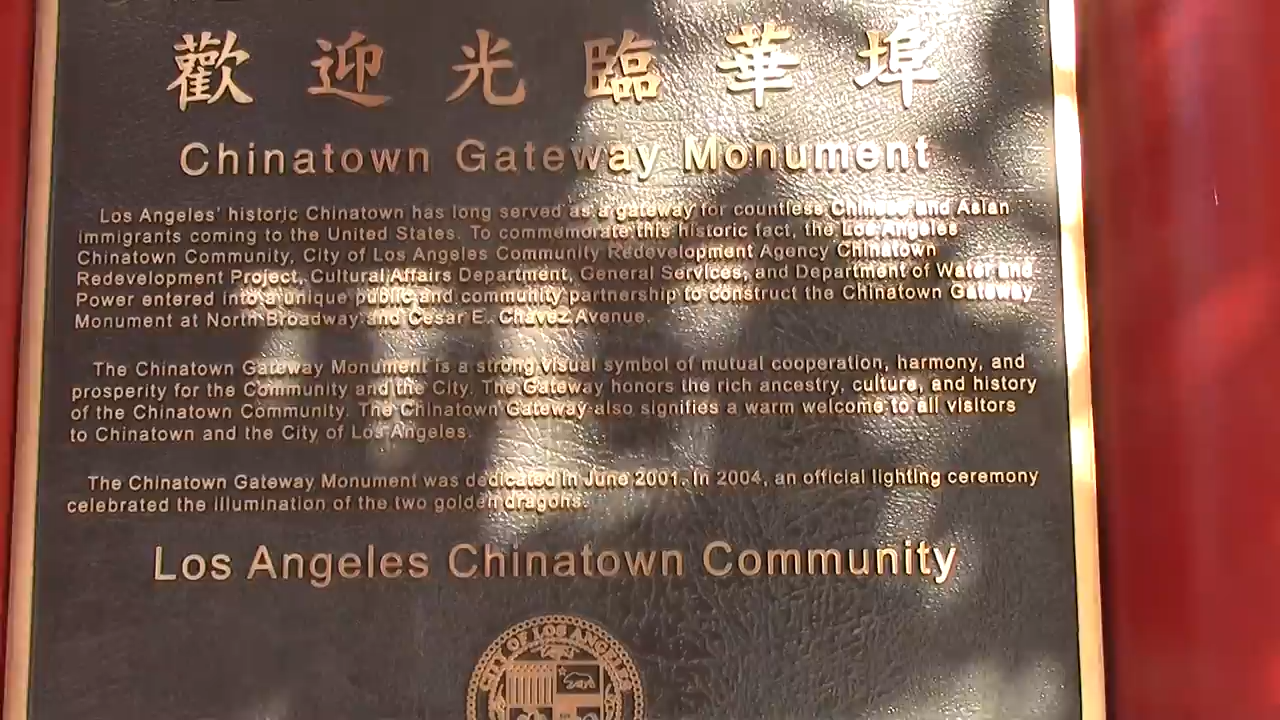 歡迎光臨華埠
Chinatown Gateway Monument
Los Angeles' historic Chinatown has long served as a gateway for countless Chinese and Asian
immigrants coming to the United States. To commemorate this historic fact, the Los Angeles
Chinatown Community, City of Los Angeles Community Redevelopment Agency Chinatown
Redevelopment Project, Cultural Affairs Department, General Services, and Department of Water and
Power entered into a unique public and community partnership to construct the Chinatown Gateway
Monument at North Broadway and Cesar E. Chavez Avenue.
The Chinatown Gateway Monument is a strong visual symbol of mutual cooperation, harmony, and
prosperity for the Community and the City. The Gateway honors the rich ancestry, culture, and history
of the Chinatown Community. The Chinatown Gateway also signifies a warm welcome to all visitors
to Chinatown and the City of Los Angeles.
The Chinatown Gateway Monument was dedicated in June 2001. In 2004, an official lighting ceremony
celebrated the illumination of the two golden dragons.
Los Angeles Chinatown Community
CITY OF LOS ANGELES